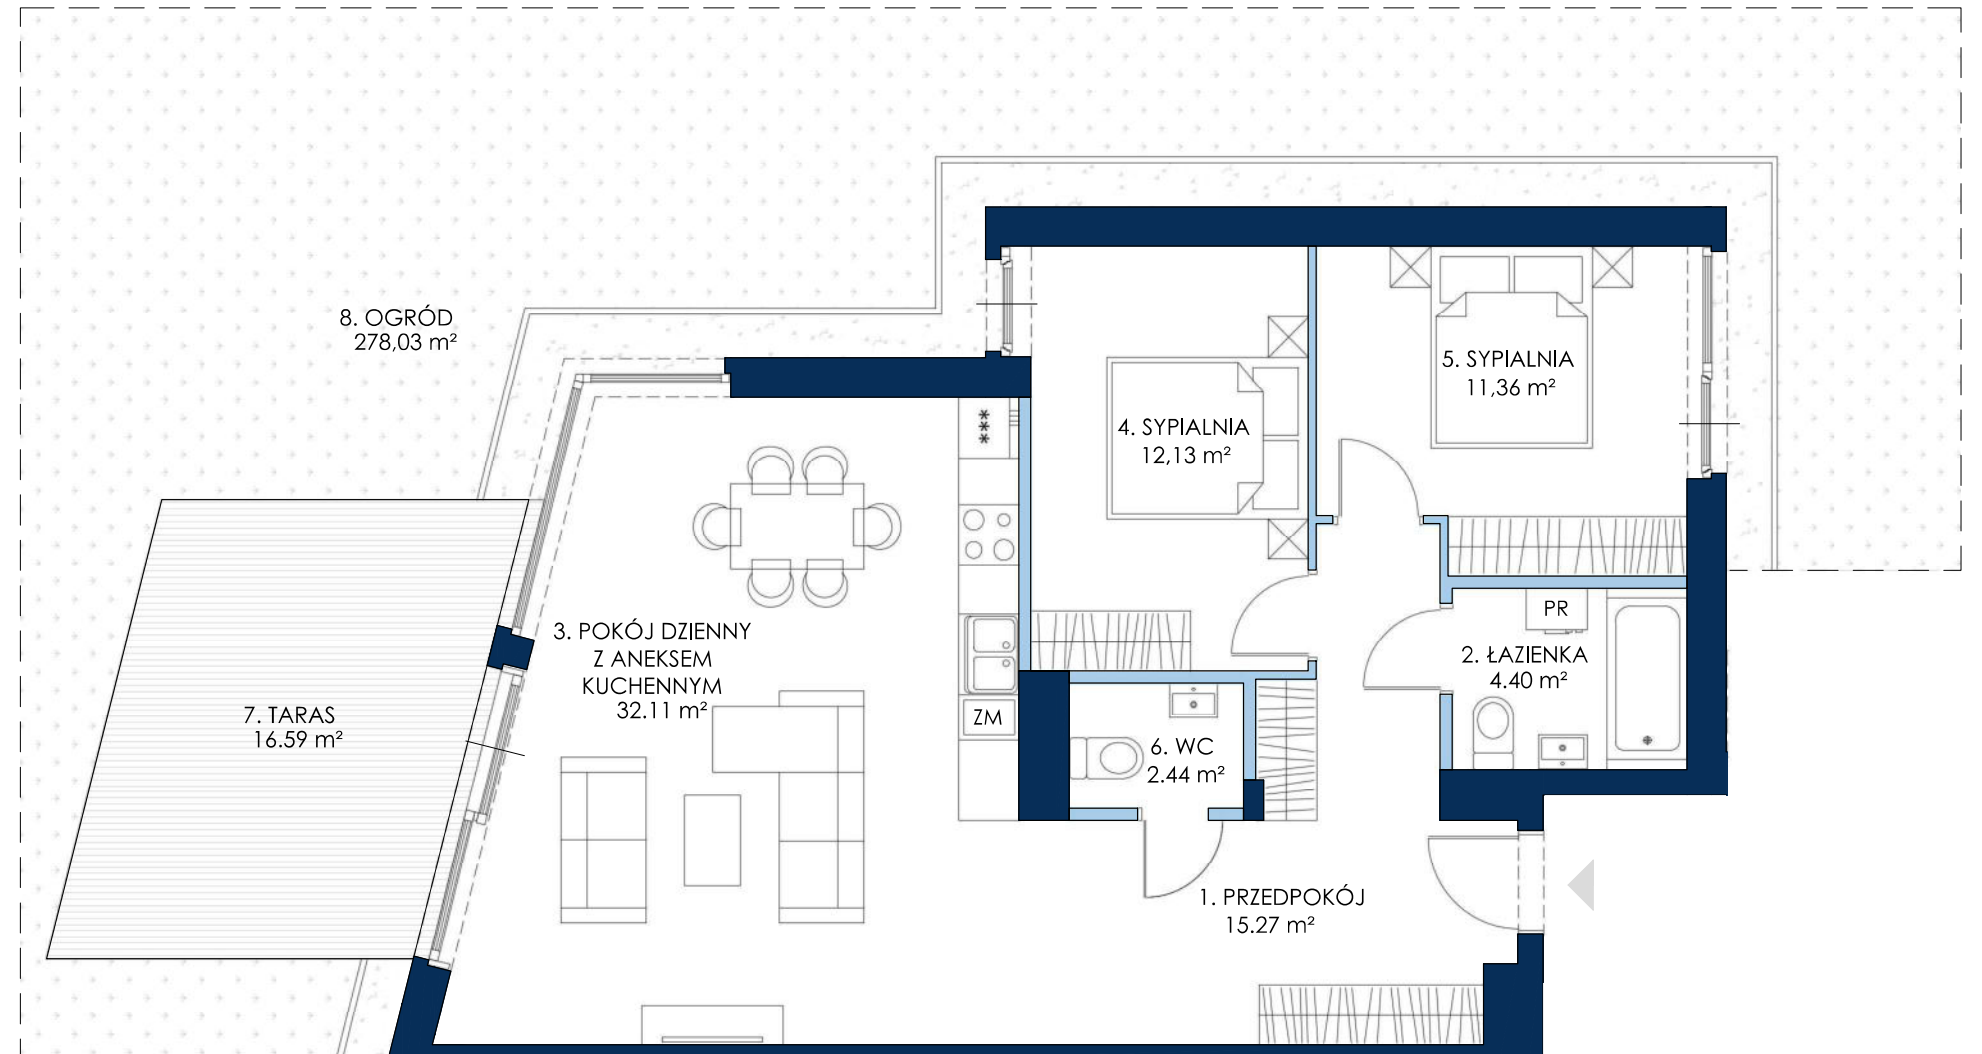 8. OGRÓD
278,03 m²
5. SYPIALNIA
11,36 m²
4. SYPIALNIA
12,13 m²
***
PR
3. POKÓJ DZIENNY
Z ANEKSEM
KUCHENNYM
32.11 m²
2. ŁAZIENKA
4.40 m²
7. TARAS
16.59 m²
ZM
6. WC
2.44 m²
1. PRZEDPOKÓJ
15.27 m²